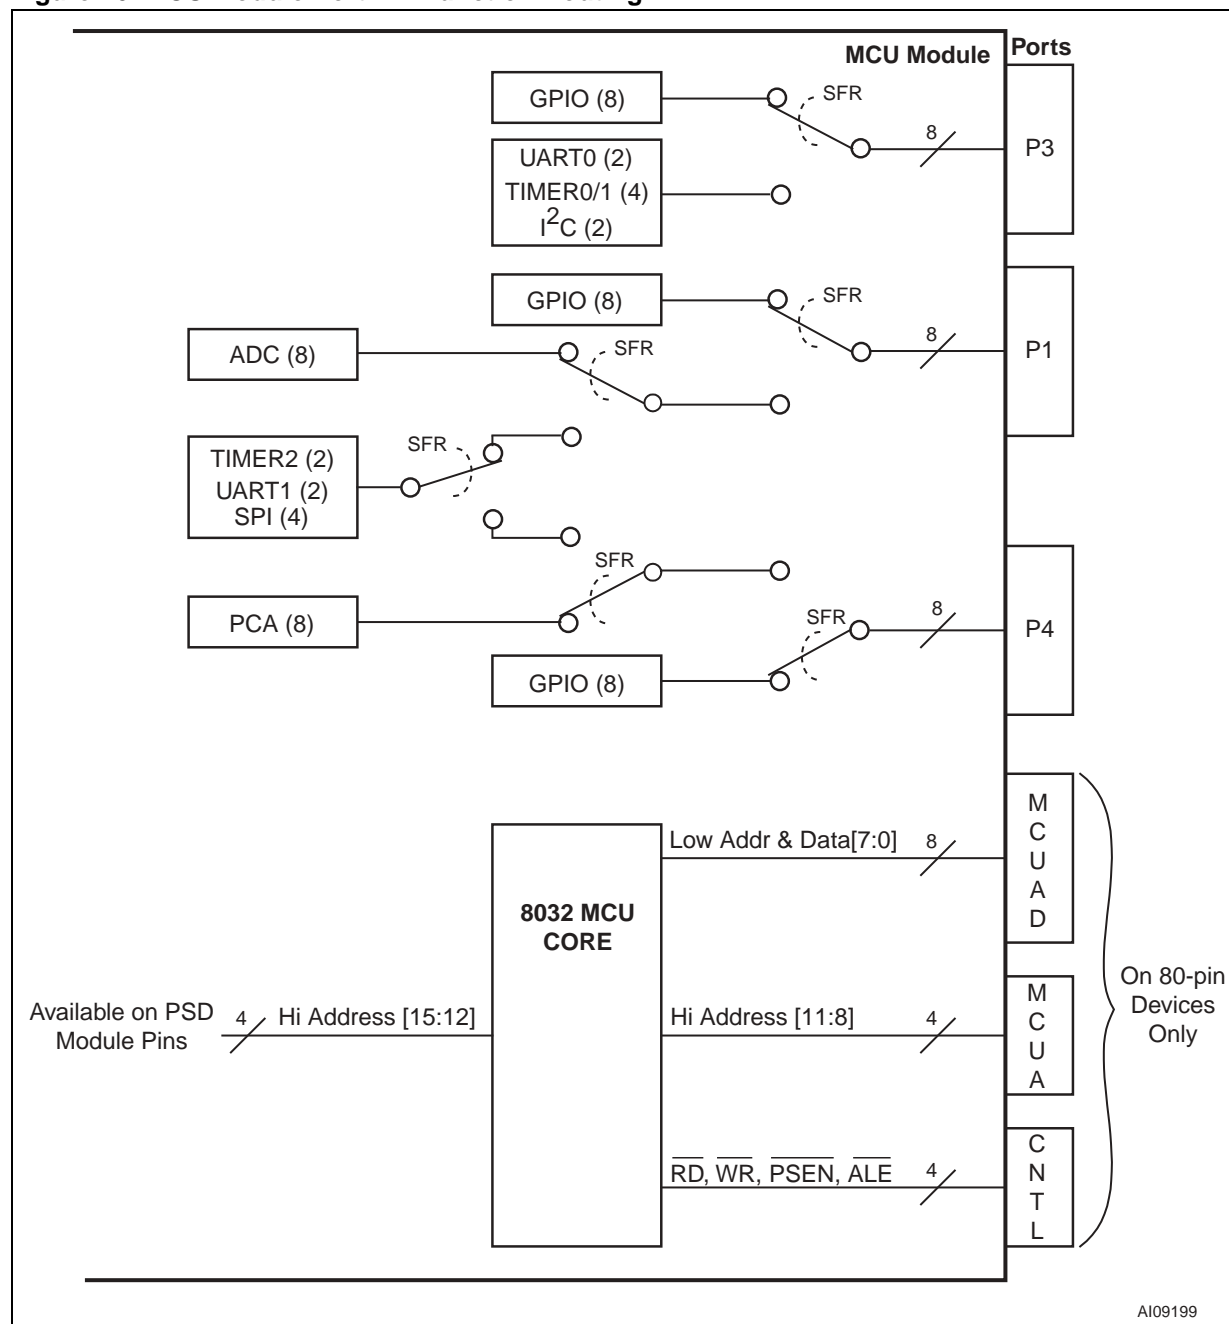 MCU Module
Ports
GPIO (8)
SFR
8
P3
UART0 (2)
TIMER0/1 (4)
I2C (2)
GPIO (8)
SFR
8
P1
ADC (8)
SFR
TIMER2 (2)
UART1 (2)
SPI (4)
SFR
PCA (8)
SFR
GPIO (8)
SFR
8
P4
8032 MCU
CORE
Low Addr & Data[7:0]
8
MCUAD
Available on PSD
Module Pins
4
Hi Address [15:12]
Hi Address [11:8]
4
MCUA
On 80-pin
Devices
Only
RD, WR, PSEN, ALE
4
CNTL
AI09199